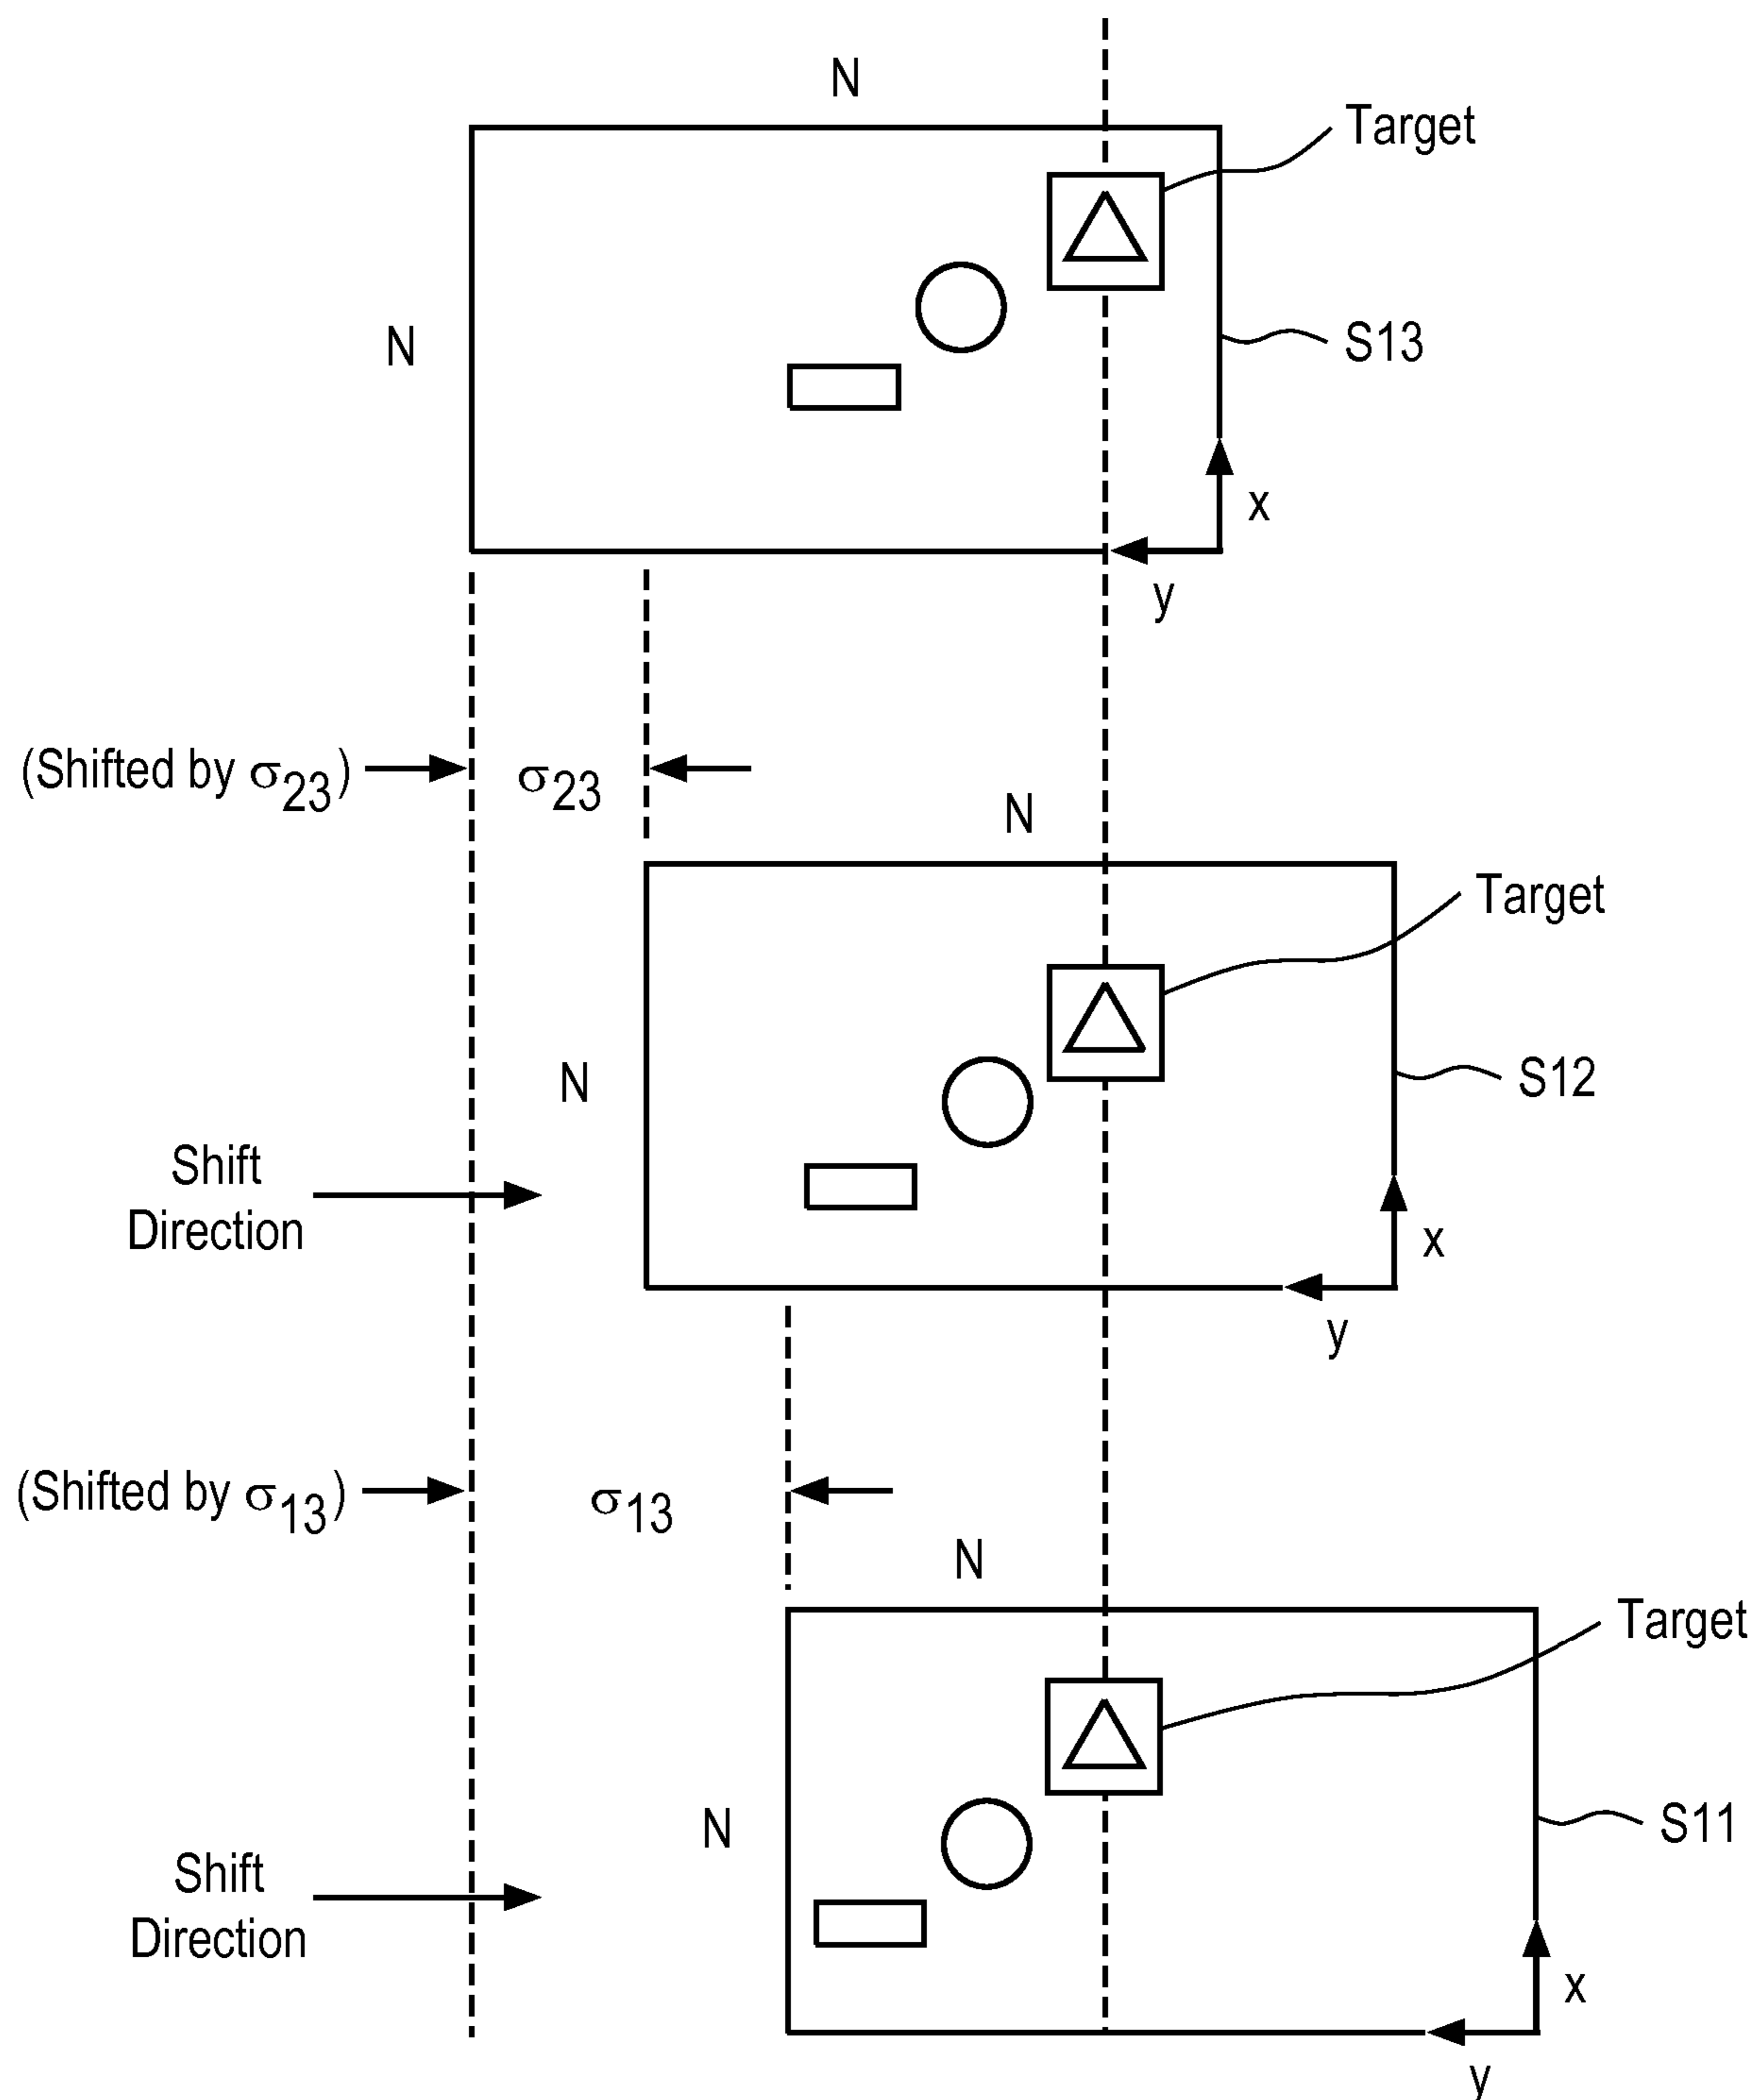 N
Target
N
S13
x
y
(Shifted by σ23)
σ23
N
Target
N
S12
Shift
Direction
x
y
(Shifted by σ13)
σ13
N
Target
N
S11
Shift
Direction
x
y